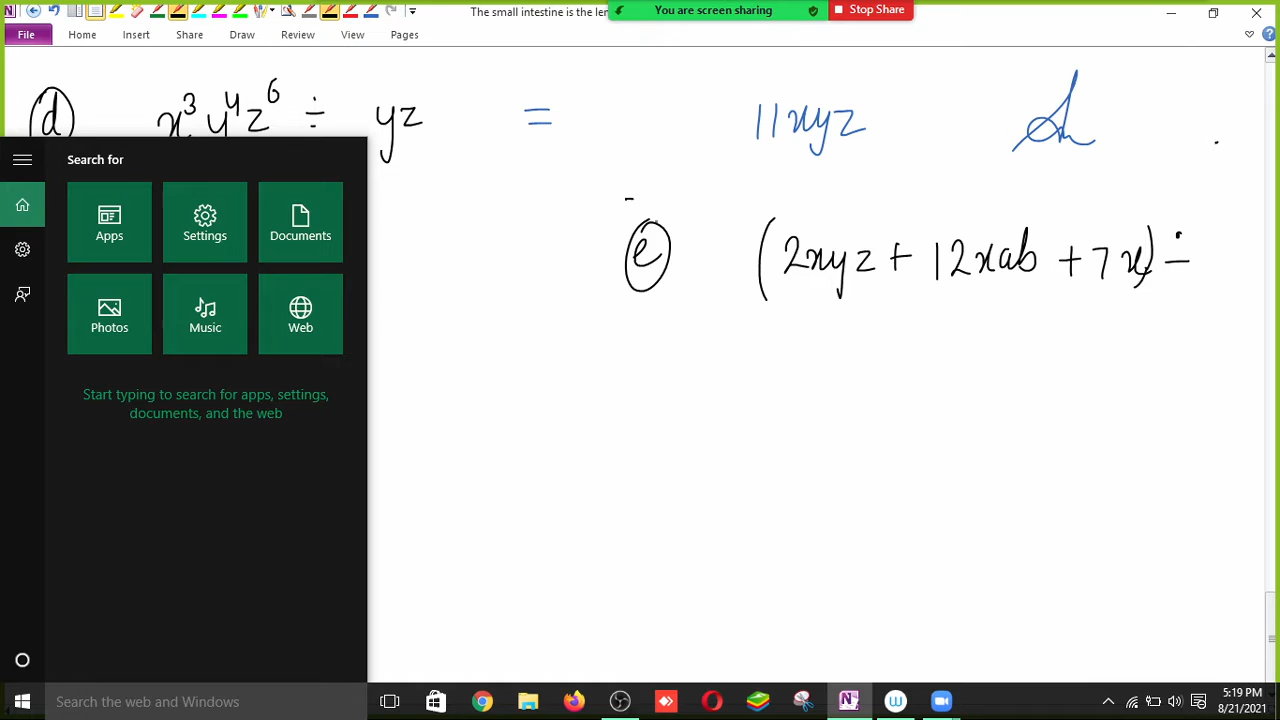 The small intestine is the le
You are screen sharing
Stop Share
File Home Insert Share Draw Review View Pages
(d) x³y⁴z⁶ ÷ yz = 11xyz
Search for
Apps Settings Documents
Photos Music Web
Start typing to search for apps, settings,
documents, and the web
(e) (2xyz + 12xab + 7x) ÷
Search the web and Windows
5:19 PM
8/21/2021